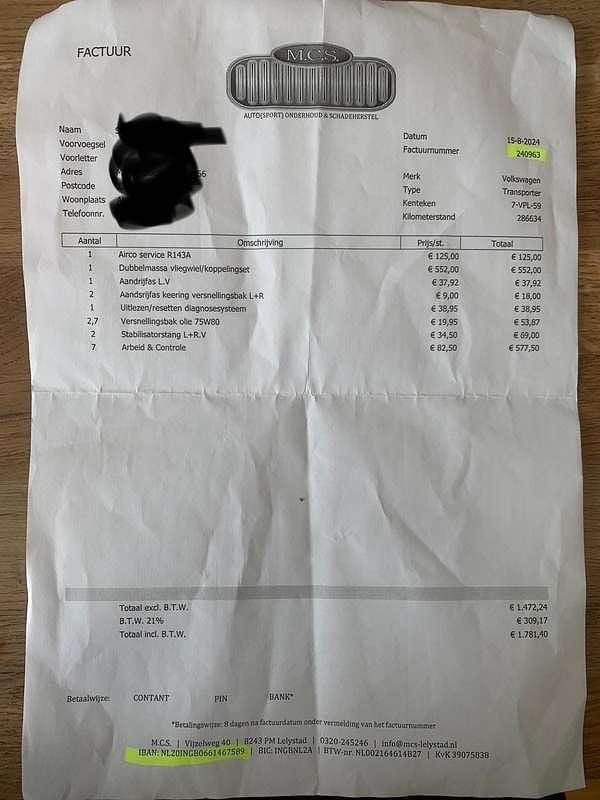 FACTUUR
M.C.S.
AUTO(SPORT) ONDERHOUD & SCHADEHERSTEL
Naam
Voorvoegsel
Voorletter
Adres 56
Postcode
Woonplaats
Telefoonnr.
Datum 15-8-2024
Factuurnummer 240963
Merk Volkswagen
Type Transporter
Kenteken 7-VPL-59
Kilometerstand 286634
Aantal Omschrijving Prijs/st. Totaal
1 Airco service R143A € 125,00 € 125,00
1 Dubbelmassa vliegwiel/koppelingset € 552,00 € 552,00
1 Aandrijfas L.V € 37,92 € 37,92
2 Aandsrijfas keering versnellingsbak L+R € 9,00 € 18,00
1 Uitlezen/resetten diagnosesysteem € 38,95 € 38,95
2,7 Versnellingsbak olie 75W80 € 19,95 € 53,87
2 Stabilisatorstang L+R.V € 34,50 € 69,00
7 Arbeid & Controle € 82,50 € 577,50
Totaal excl. B.T.W. € 1.472,24
B.T.W. 21% € 309,17
Totaal incl. B.T.W. € 1.781,40
Betaalwijze: CONTANT PIN BANK*
*Betalingswijze: 8 dagen na factuurdatum onder vermelding van het factuurnummer
M.C.S. | Vijzelweg 40 | 8243 PM Lelystad | 0320-245246 | info@mcs-lelystad.nl
IBAN: NL20INGB0661467589 | BIC: INGBNL2A | BTW-nr. NL002164614B27 | KvK 39075838